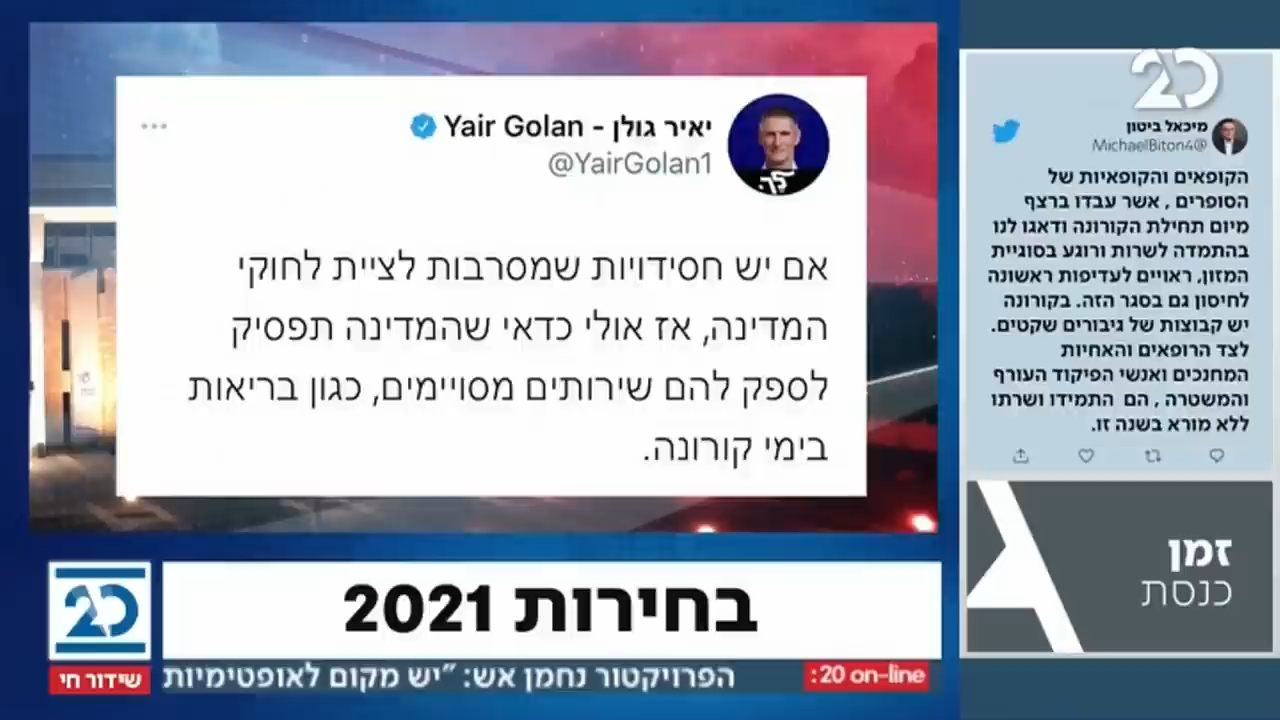 יאיר גולן - Yair Golan
@YairGolan1
אם יש חסידויות שמסרבות לציית לחוקי
המדינה, אז אולי כדאי שהמדינה תפסיק
לספק להם שירותים מסויימים, כגון בריאות
בימי קורונה.
20
מיכאל ביטון
MichaelBiton4@
הקופאים והקופאיות של
הסופרים , אשר עבדו ברצף
מיום תחילת הקורונה ודאגו לנו
בהתמדה לשרות ורוגע בסוגיית
המזון, ראויים לעדיפות ראשונה
לחיסון גם בסגר הזה. בקורונה
יש קבוצות של גיבורים שקטים.
לצד הרופאים והאחיות
המחנכים ואנשי הפיקוד העורף
והמשטרה , הם התמידו ושרתו
ללא מורא בשנה זו.
זמן
כנסת
20
בחירות 2021
שידור חי
20 on-line:
הפרויקטור נחמן אש: "יש מקום לאופטימיות